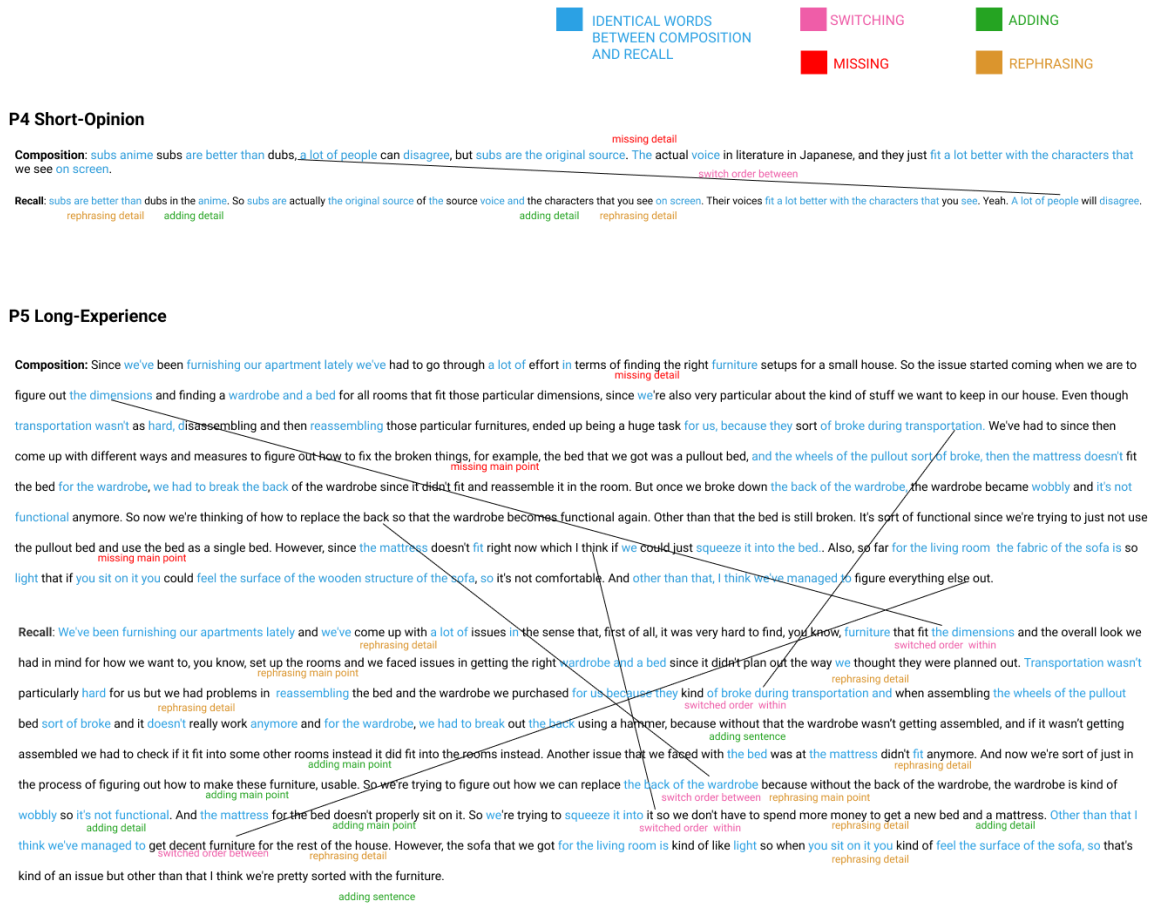 IDENTICAL WORDS
BETWEEN COMPOSITION
AND RECALL
SWITCHING
ADDING
MISSING
REPHRASING
P4 Short-Opinion
missing detail
Composition: subs anime subs are better than dubs, a lot of people can disagree, but subs are the original source. The actual voice in literature in Japanese, and they just fit a lot better with the characters that
we see on screen.
switch order between
Recall: subs are better than dubs in the anime. So subs are actually the original source of the source voice and the characters that you see on screen. Their voices fit a lot better with the characters that you see. Yeah. A lot of people will disagree.
rephrasing detail adding detail adding detail rephrasing detail
P5 Long-Experience
Composition: Since we've been furnishing our apartment lately we've had to go through a lot of effort in terms of finding the right furniture setups for a small house. So the issue started coming when we are to
missing detail
figure out the dimensions and finding a wardrobe and a bed for all rooms that fit those particular dimensions, since we're also very particular about the kind of stuff we want to keep in our house. Even though
transportation wasn't as hard, disassembling and then reassembling those particular furnitures, ended up being a huge task for us, because they sort of broke during transportation. We've had to since then
come up with different ways and measures to figure out how to fix the broken things, for example, the bed that we got was a pullout bed, and the wheels of the pullout sort of broke, then the mattress doesn't fit
missing main point
the bed for the wardrobe, we had to break the back of the wardrobe since it didn't fit and reassemble it in the room. But once we broke down the back of the wardrobe, the wardrobe became wobbly and it's not
functional anymore. So now we're thinking of how to replace the back so that the wardrobe becomes functional again. Other than that the bed is still broken. It's sort of functional since we're trying to just not use
the pullout bed and use the bed as a single bed. However, since the mattress doesn't fit right now which I think if we could just squeeze it into the bed.. Also, so far for the living room the fabric of the sofa is so
missing main point
light that if you sit on it you could feel the surface of the wooden structure of the sofa, so it's not comfortable. And other than that, I think we've managed to figure everything else out.
Recall: We've been furnishing our apartments lately and we've come up with a lot of issues in the sense that, first of all, it was very hard to find, you know, furniture that fit the dimensions and the overall look we
rephrasing detail switched order within
had in mind for how we want to, you know, set up the rooms and we faced issues in getting the right wardrobe and a bed since it didn't plan out the way we thought they were planned out. Transportation wasn't
rephrasing main point rephrasing detail
particularly hard for us but we had problems in reassembling the bed and the wardrobe we purchased for us because they kind of broke during transportation and when assembling the wheels of the pullout
rephrasing detail switched order within
bed sort of broke and it doesn't really work anymore and for the wardrobe, we had to break out the back using a hammer, because without that the wardrobe wasn't getting assembled, and if it wasn't getting
adding sentence
assembled we had to check if it fit into some other rooms instead it did fit into the rooms instead. Another issue that we faced with the bed was at the mattress didn't fit anymore. And now we're sort of just in
adding main point rephrasing detail
the process of figuring out how to make these furniture, usable. So we're trying to figure out how we can replace the back of the wardrobe because without the back of the wardrobe, the wardrobe is kind of
adding main point switch order between rephrasing main point
wobbly so it's not functional. And the mattress for the bed doesn't properly sit on it. So we're trying to squeeze it into it so we don't have to spend more money to get a new bed and a mattress. Other than that I
adding detail adding main point switched order within rephrasing detail adding detail
think we've managed to get decent furniture for the rest of the house. However, the sofa that we got for the living room is kind of like light so when you sit on it you kind of feel the surface of the sofa, so that's
switched order between rephrasing detail rephrasing detail
kind of an issue but other than that I think we're pretty sorted with the furniture.
adding sentence